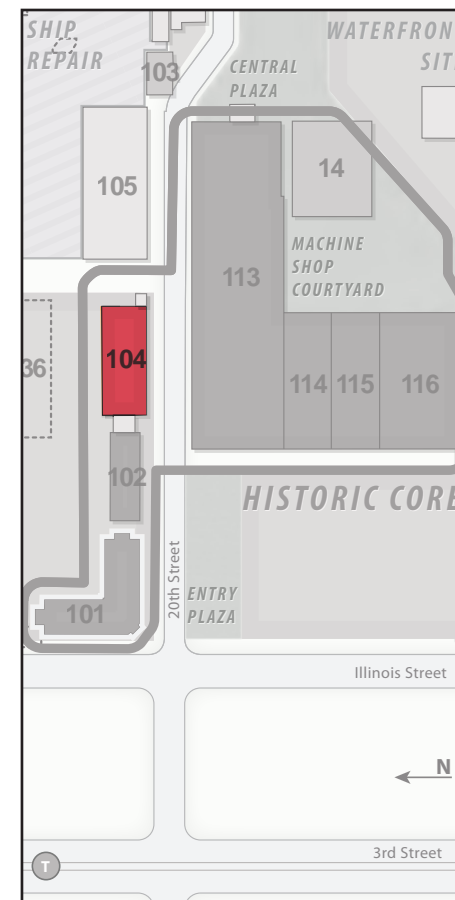 SHIP
REPAIR
WATERFRON
SIT
103
CENTRAL
PLAZA
105
14
MACHINE
SHOP
COURTYARD
113
104
36
114 115 116
102
HISTORIC CORE
20th Street
ENTRY
PLAZA
101
Illinois Street
N
3rd Street
T